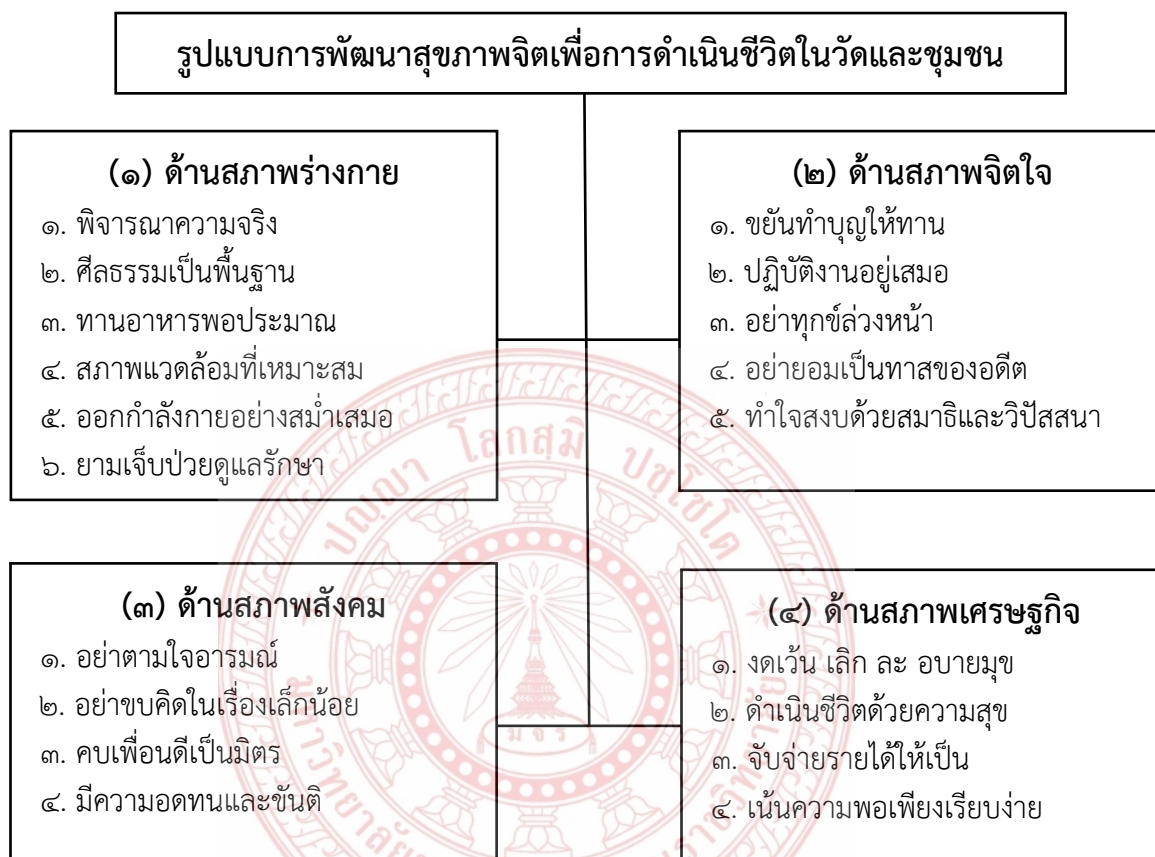 รูปแบบการพัฒนาสุขภาพจิตเพื่อการดำเนินชีวิตในวัดและชุมชน
(๑) ด้านสภาพร่างกาย
๑. พิจารณาความจริง
๒. ศีลธรรมเป็นพื้นฐาน
๓. ทานอาหารพอประมาณ
๔. สภาพแวดล้อมที่เหมาะสม
๕. ออกกำลังกายอย่างสม่ำเสมอ
๖. ยามเจ็บป่วยดูแลรักษา
(๒) ด้านสภาพจิตใจ
๑. ขยันทำบุญให้ทาน
๒. ปฏิบัติงานอยู่เสมอ
๓. อย่าทุกข์ล่วงหน้า
๔. อย่ายอมเป็นทาสของอดีต
๕. ทำใจสงบด้วยสมาธิและวิปัสสนา
(๓) ด้านสภาพสังคม
๑. อย่าตามใจอารมณ์
๒. อย่าขบคิดในเรื่องเล็กน้อย
๓. คบเพื่อนดีเป็นมิตร
๔. มีความอดทนและขันติ
(๔) ด้านสภาพเศรษฐกิจ
๑. งดเว้น เลิก ละ อบายมุข
๒. ดำเนินชีวิตด้วยความสุข
๓. จับจ่ายรายได้ให้เป็น
๔. เน้นความพอเพียงเรียบง่าย
ปญฺญา โลกสฺมิ ปชฺโชโต
ม จ ร